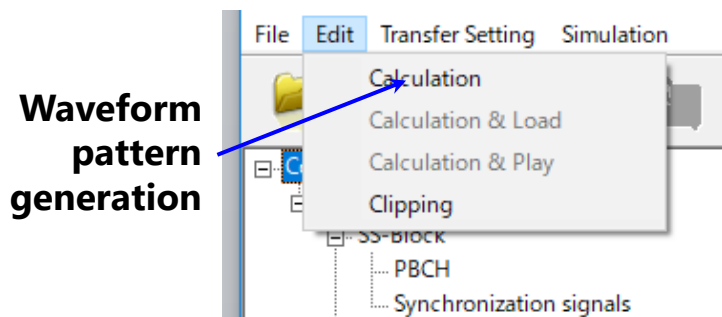 File Edit Transfer Setting Simulation
Calculation
Calculation & Load
Calculation & Play
Clipping
Waveform
pattern
generation
SS-Block
PBCH
Synchronization signals